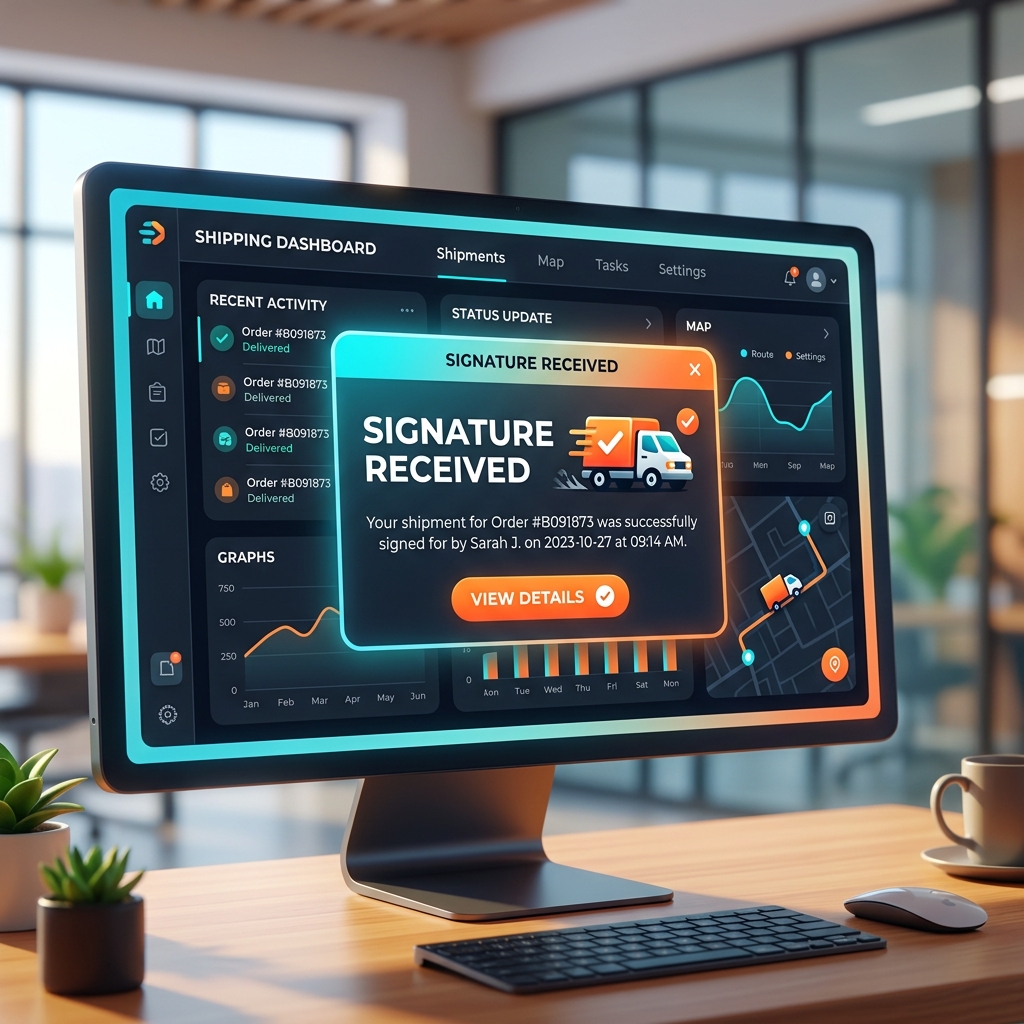 SHIPPING DASHBOARD
Shipments
Map
Tasks
Settings
RECENT ACTIVITY
Order #B091873
Delivered
Order #B091873
Delivered
Order #B091873
Delivered
Order #B091873
Delivered
STATUS UPDATE
MAP
Route
Settings
Men
Sep
Map
SIGNATURE RECEIVED
X
SIGNATURE
RECEIVED
Your shipment for Order #B091873 was successfully
signed for by Sarah J. on 2023-10-27 at 09:14 AM.
VIEW DETAILS
GRAPHS
750
500
250
0
Jan Feb Mar Apr May Jun
10
0
Mon Tue Wed Thu Fri Sat Mon